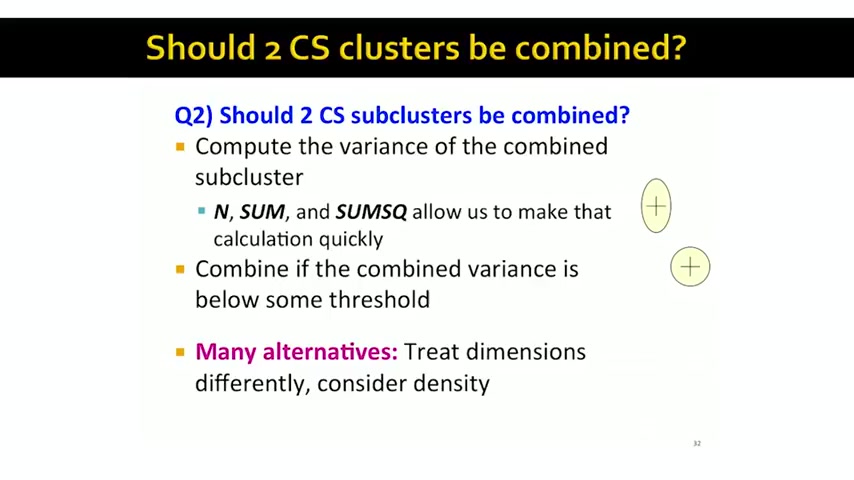 Should 2 CS clusters be combined?
Q2) Should 2 CS subclusters be combined?
Compute the variance of the combined
subcluster
N, SUM, and SUMSQ allow us to make that
calculation quickly
Combine if the combined variance is
below some threshold
Many alternatives: Treat dimensions
differently, consider density
32